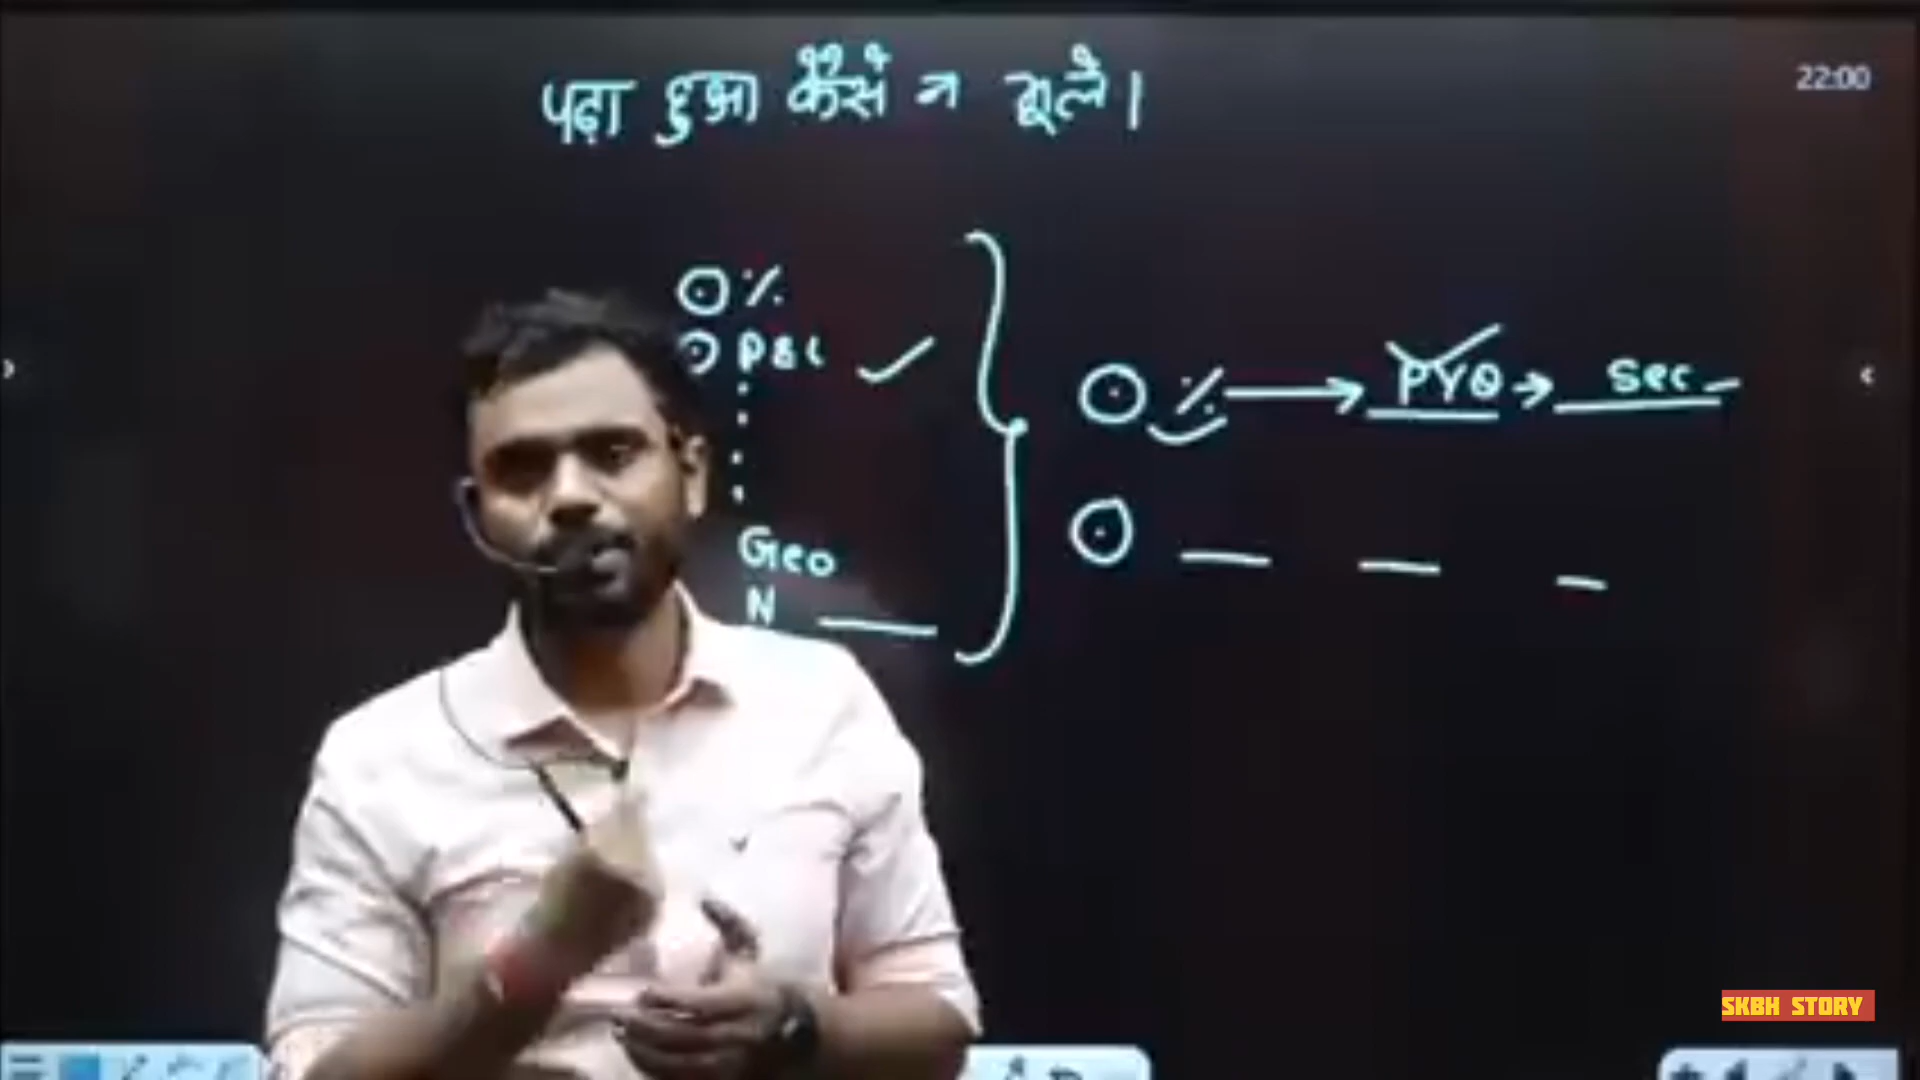 पढ़ा हुआ कैसे न भूले।
22:00
%
P&L
Geo
N
% → PYQ → Sec
SKBH STORY